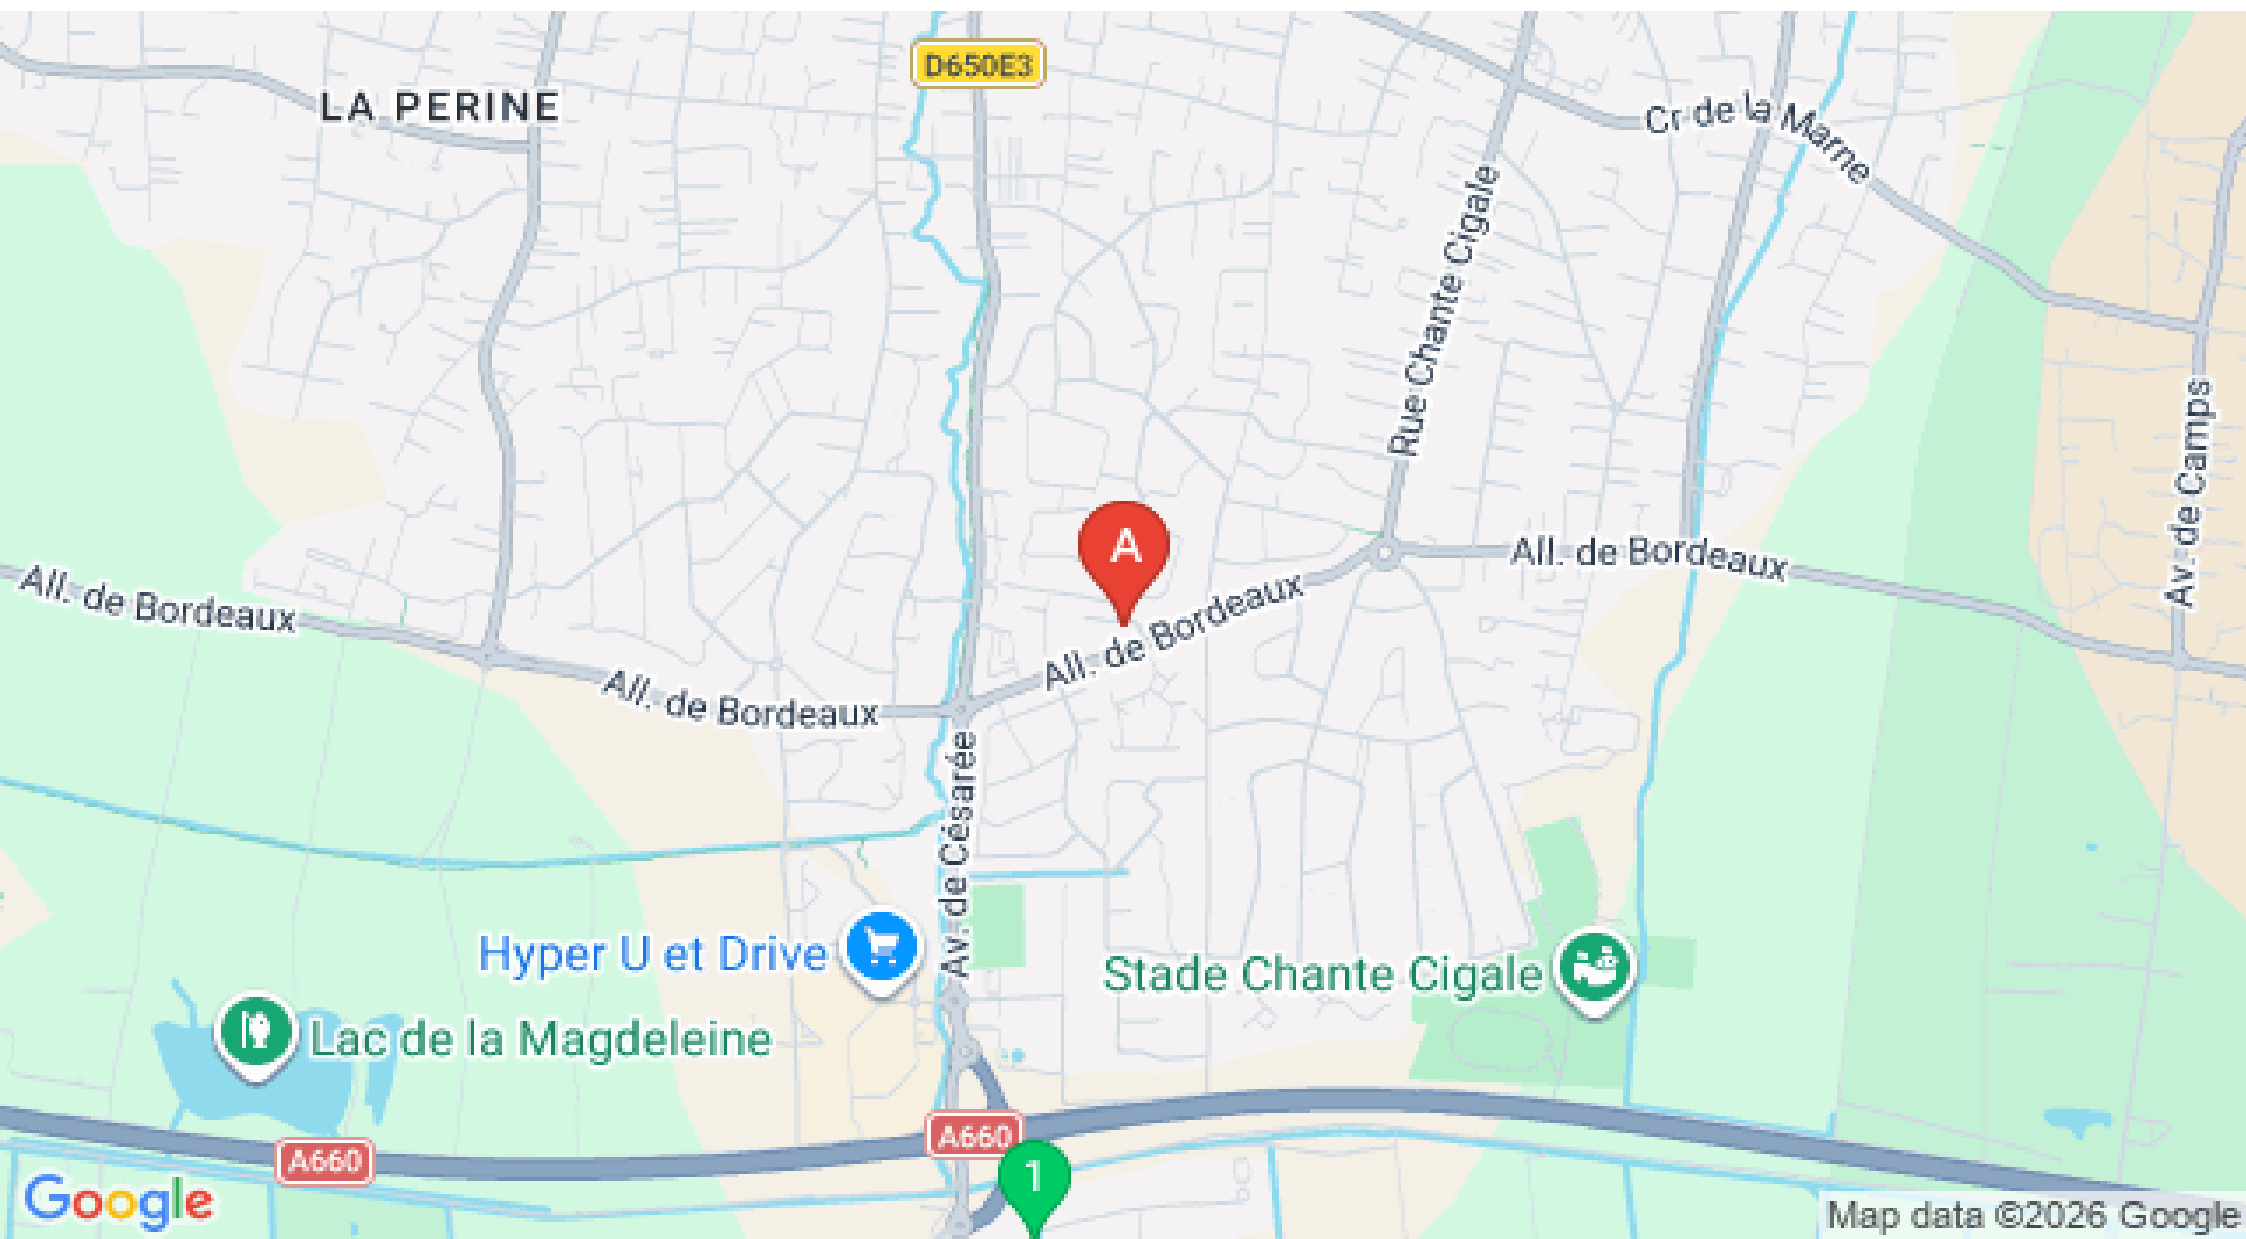 D650E3
LA PERINE
Cr de la Marne
Rue Chante Cigale
Av. de Camps
A
All. de Bordeaux
All. de Bordeaux
All. de Bordeaux
All. de Bordeaux
Av. de Césarée
Hyper U et Drive
Stade Chante Cigale
Lac de la Magdeleine
A660
A660
1
Google
Map data ©2026 Google